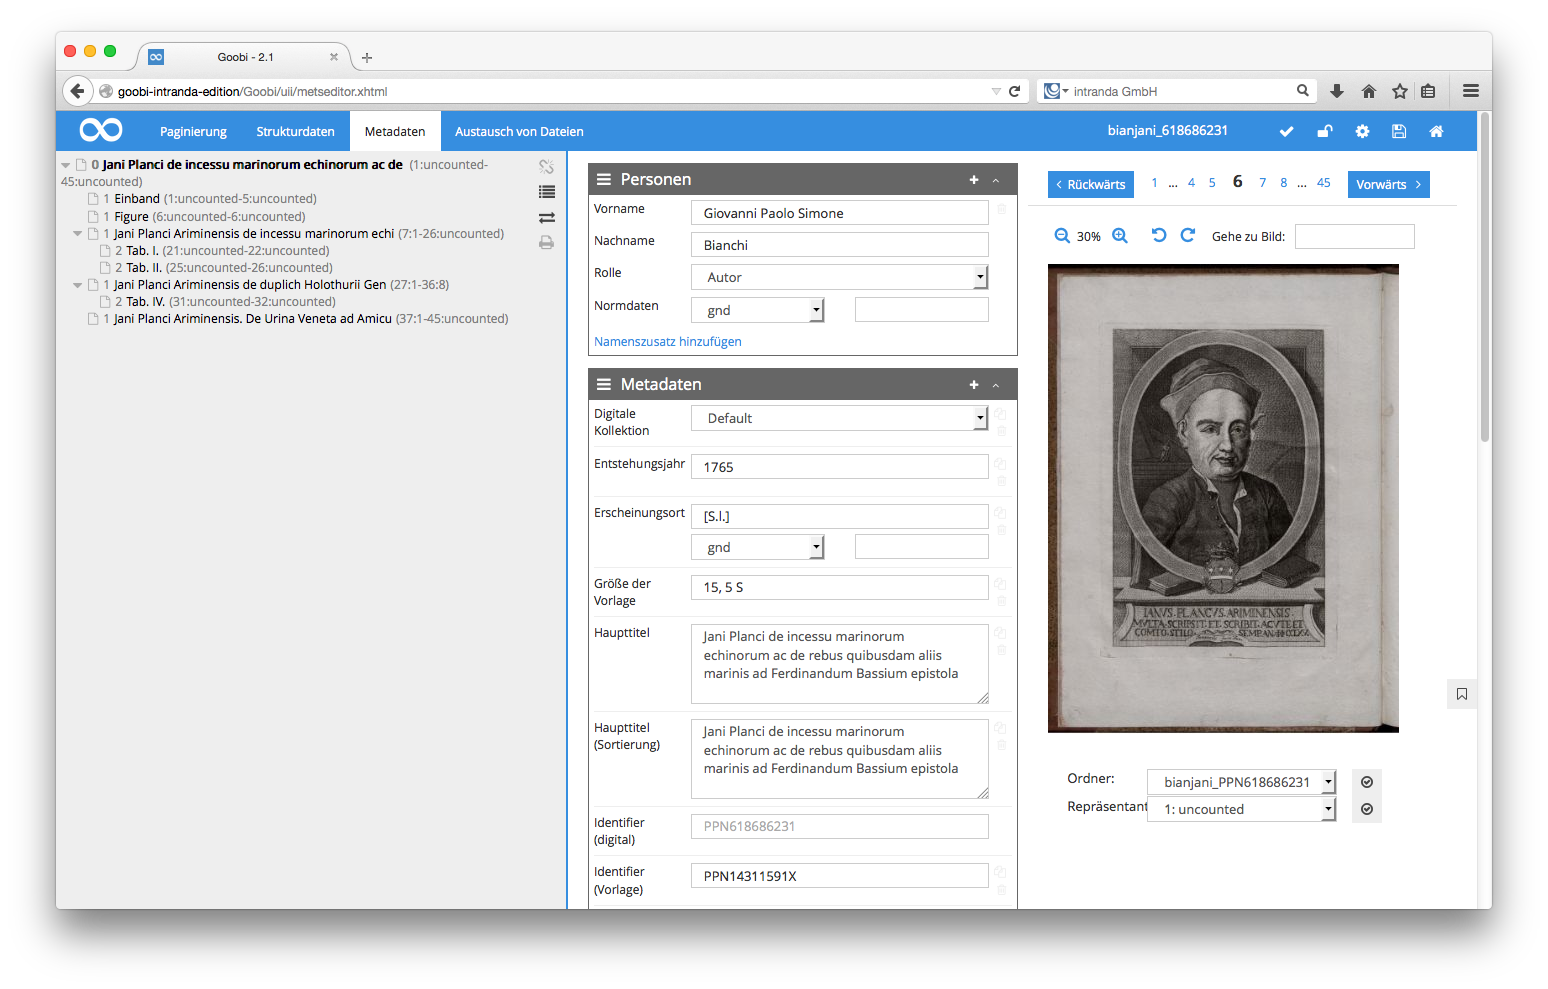 Goobi - 2.1
goobi-intranda-edition/Goobi/uii/metseditor.xhtml
intranda GmbH
Paginierung
Strukturdaten
Metadaten
Austausch von Dateien
bianjani_618686231
0 Jani Planci de incessu marinorum echinorum ac de (1:uncounted-
45:uncounted)
1 Einband (1:uncounted-5:uncounted)
1 Figure (6:uncounted-6:uncounted)
1 Jani Planci Ariminensis de incessu marinorum echi (7:1-26:uncounted)
2 Tab. I. (21:uncounted-22:uncounted)
2 Tab. II. (25:uncounted-26:uncounted)
1 Jani Planci Ariminensis de duplich Holothurii Gen (27:1-36:8)
2 Tab. IV. (31:uncounted-32:uncounted)
1 Jani Planci Ariminensis. De Urina Veneta ad Amicu (37:1-45:uncounted)
Personen
Vorname
Giovanni Paolo Simone
Nachname
Bianchi
Rolle
Autor
Normdaten
gnd
Namenszusatz hinzufügen
Metadaten
Digitale
Kollektion
Default
Entstehungsjahr
1765
Erscheinungsort
[S.l.]
gnd
Größe der
Vorlage
15, 5 S
Haupttitel
Jani Planci de incessu marinorum
echinorum ac de rebus quibusdam aliis
marinis ad Ferdinandum Bassium epistola
Haupttitel
(Sortierung)
Jani Planci de incessu marinorum
echinorum ac de rebus quibusdam aliis
marinis ad Ferdinandum Bassium epistola
Identifier
(digital)
PPN618686231
Identifier
(Vorlage)
PPN14311591X
Rückwärts
1 ... 4 5 6 7 8 ... 45
Vorwärts
30%
Gehe zu Bild:
IANVS. PLANCVS. ARIMINENSIS.
MVLTA. SCRIPSIT. ET. SCRIBIT. ACVTE ET
COMTO. STILO.
Ordner:
bianjani_PPN618686231
Repräsentant
1: uncounted